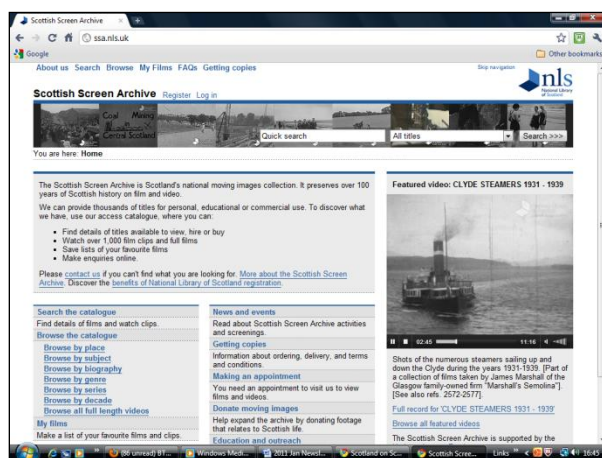 Scottish Screen Archive
ssa.nls.uk
Google
Other bookmarks
About us Search Browse My Films FAQs Getting copies
Skip navigation
nls
National Library
of Scotland
Scottish Screen Archive Register Log in
Coal Mining
Central Scotland
Quick search
All titles
Search >>>
You are here: Home
The Scottish Screen Archive is Scotland's national moving images collection. It preserves over 100
years of Scottish history on film and video.
We can provide thousands of titles for personal, educational or commercial use. To discover what
we have, use our access catalogue, where you can:
Find details of titles available to view, hire or buy
Watch over 1,000 film clips and full films
Save lists of your favourite films
Make enquiries online.
Please contact us if you can't find what you are looking for. More about the Scottish Screen
Archive. Discover the benefits of National Library of Scotland registration.
Search the catalogue
Find details of films and watch clips.
Browse the catalogue
Browse by place
Browse by subject
Browse by biography
Browse by genre
Browse by series
Browse by decade
Browse all full length videos
My films
Make a list of your favourite films and clips.
News and events
Read about Scottish Screen Archive activities
and screenings.
Getting copies
Information about ordering, delivery, and terms
and conditions.
Making an appointment
You need an appointment to visit us to view
films and videos.
Donate moving images
Help expand the archive by donating footage
that relates to Scottish life.
Education and outreach
Featured video: CLYDE STEAMERS 1931 - 1939
02:45
11:16
Shots of the numerous steamers sailing up and
down the Clyde during the years 1931-1939. [Part
of a collection of films taken by James Marshall of the
Glasgow family-owned firm "Marshall's Semolina"].
[See also refs. 2572-2577].
Full record for 'CLYDE STEAMERS 1931 - 1939'
Browse all featured videos
The Scottish Screen Archive is supported by the
(86 unread) BT...
Windows Medi...
2011 Jan Newsl...
Scotland on Sc...
Scottish Scree...
Links
16:45